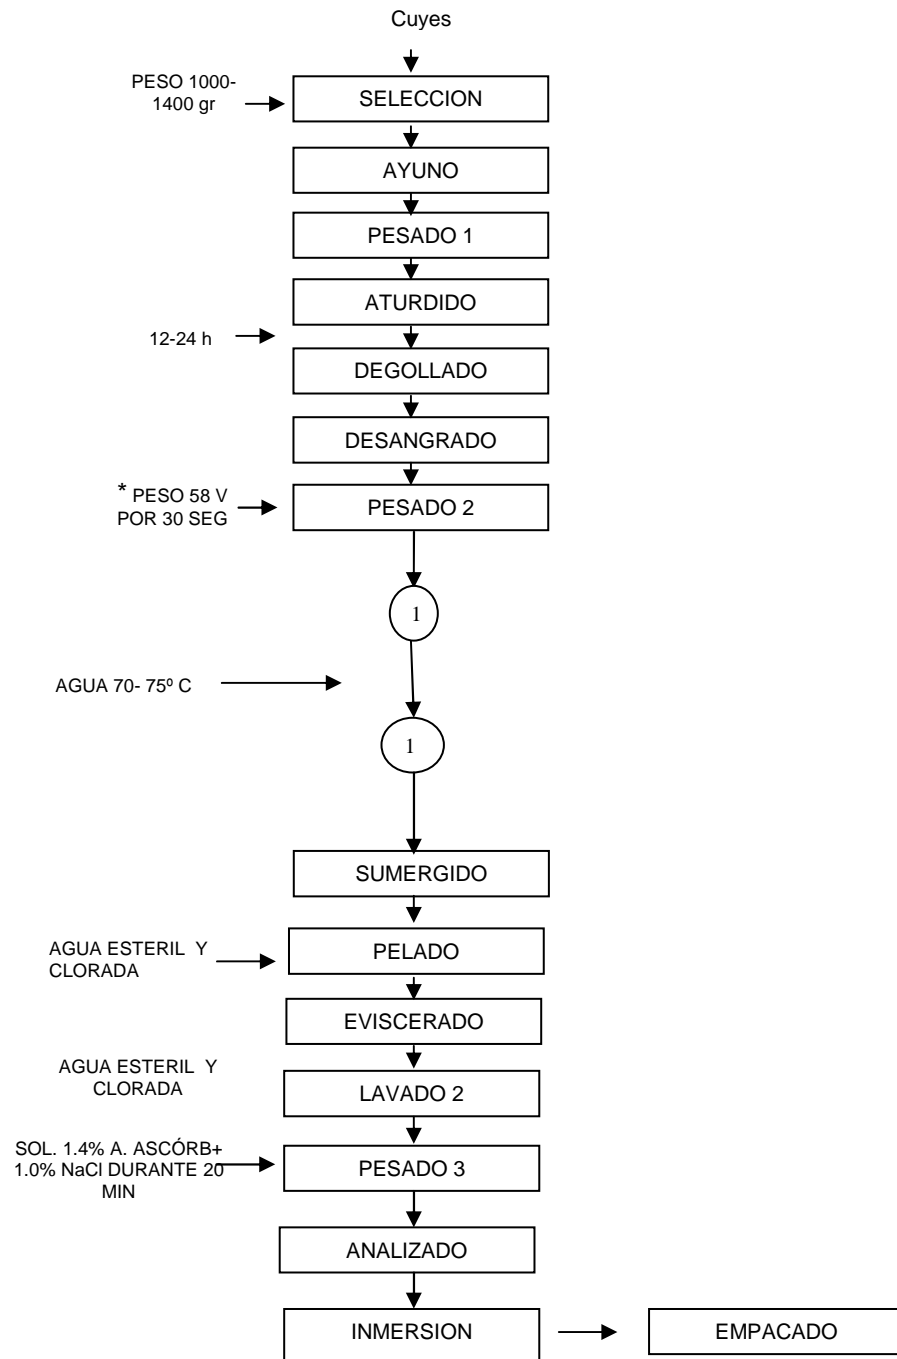 Cuyes
PESO 1000-
1400 gr
SELECCION
AYUNO
PESADO 1
ATURDIDO
12-24 h
DEGOLLADO
DESANGRADO
* PESO 58 V
POR 30 SEG
PESADO 2
1
AGUA 70- 75º C
1
SUMERGIDO
AGUA ESTERIL Y
CLORADA
PELADO
EVISCERADO
AGUA ESTERIL Y
CLORADA
LAVADO 2
SOL. 1.4% A. ASCÓRB+
1.0% NaCl DURANTE 20
MIN
PESADO 3
ANALIZADO
INMERSION
EMPACADO